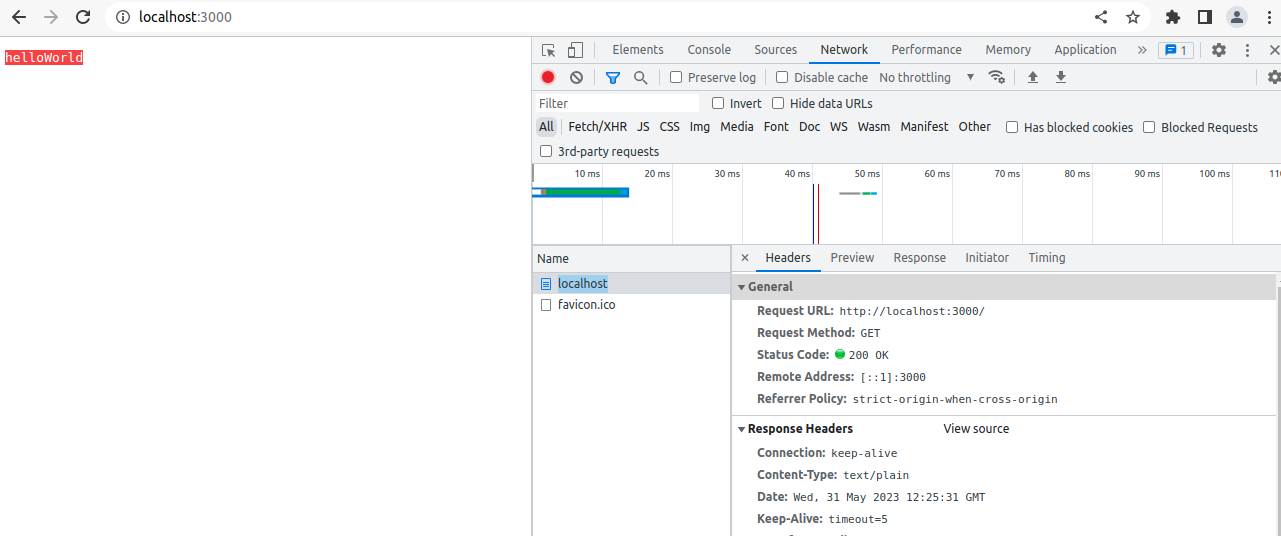 localhost:3000
helloWorld
Elements Console Sources Network Performance Memory Application » 1
Preserve log Disable cache No throttling
Filter Invert Hide data URLs
All Fetch/XHR JS CSS Img Media Font Doc WS Wasm Manifest Other Has blocked cookies Blocked Requests
3rd-party requests
10 ms 20 ms 30 ms 40 ms 50 ms 60 ms 70 ms 80 ms 90 ms 100 ms
Name
localhost
favicon.ico
× Headers Preview Response Initiator Timing
General
Request URL: http://localhost:3000/
Request Method: GET
Status Code: 200 OK
Remote Address: [::1]:3000
Referrer Policy: strict-origin-when-cross-origin
Response Headers View source
Connection: keep-alive
Content-Type: text/plain
Date: Wed, 31 May 2023 12:25:31 GMT
Keep-Alive: timeout=5